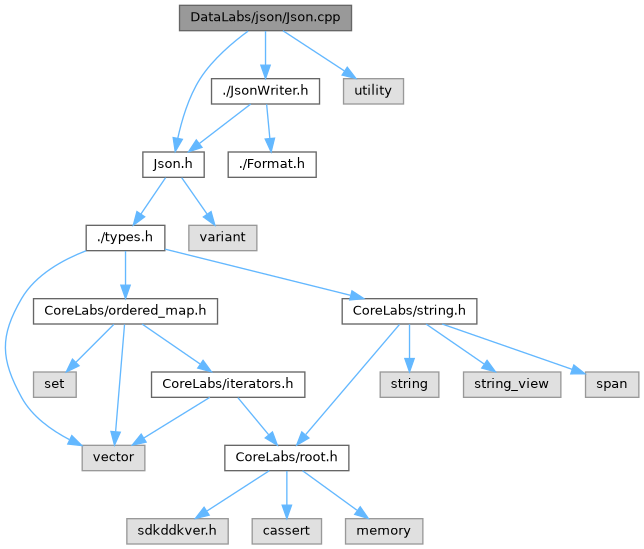 DataLabs/json/Json.cpp
./JsonWriter.h
utility
Json.h
./Format.h
./types.h
variant
CoreLabs/ordered_map.h
CoreLabs/string.h
set
CoreLabs/iterators.h
string
string_view
span
vector
CoreLabs/root.h
sdkddkver.h
cassert
memory